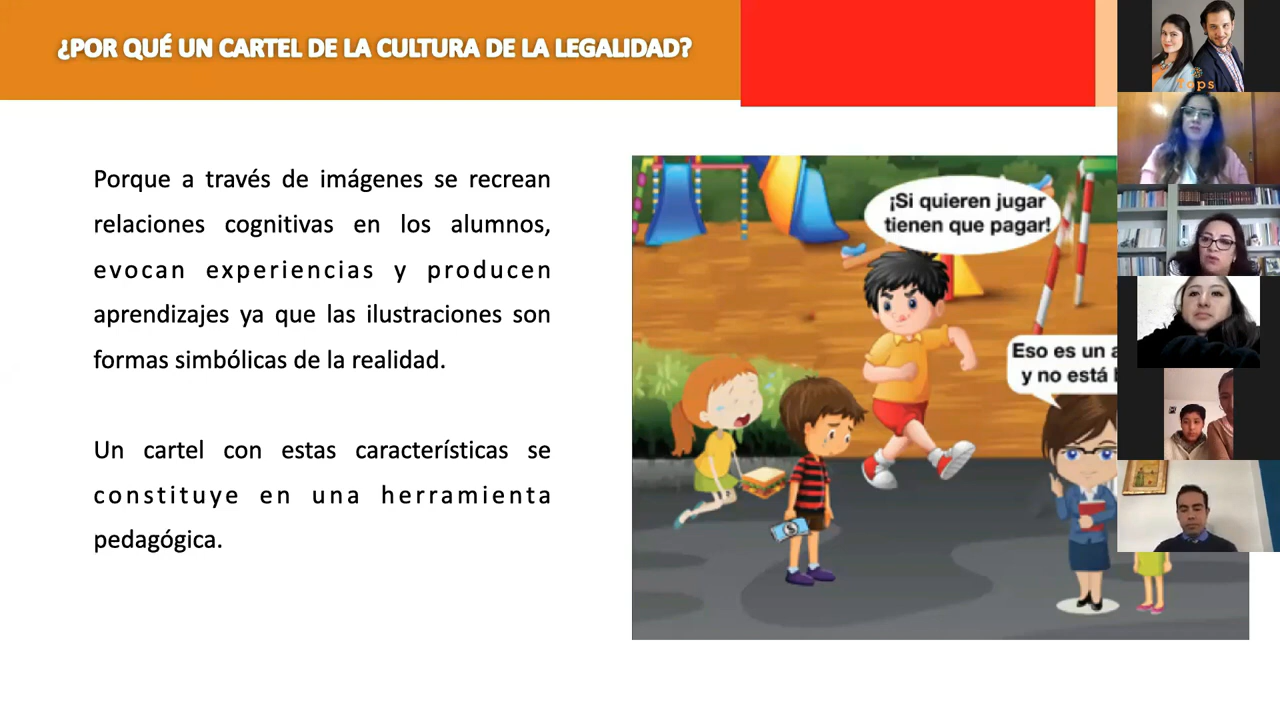 ¿POR QUÉ UN CARTEL DE LA CULTURA DE LA LEGALIDAD?
Porque a través de imágenes se recrean
relaciones cognitivas en los alumnos,
evocan experiencias y producen
aprendizajes ya que las ilustraciones son
formas simbólicas de la realidad.
Un cartel con estas características se
constituye en una herramienta
pedagógica.
¡Si quieren jugar
tienen que pagar!
Eso es un
y no está